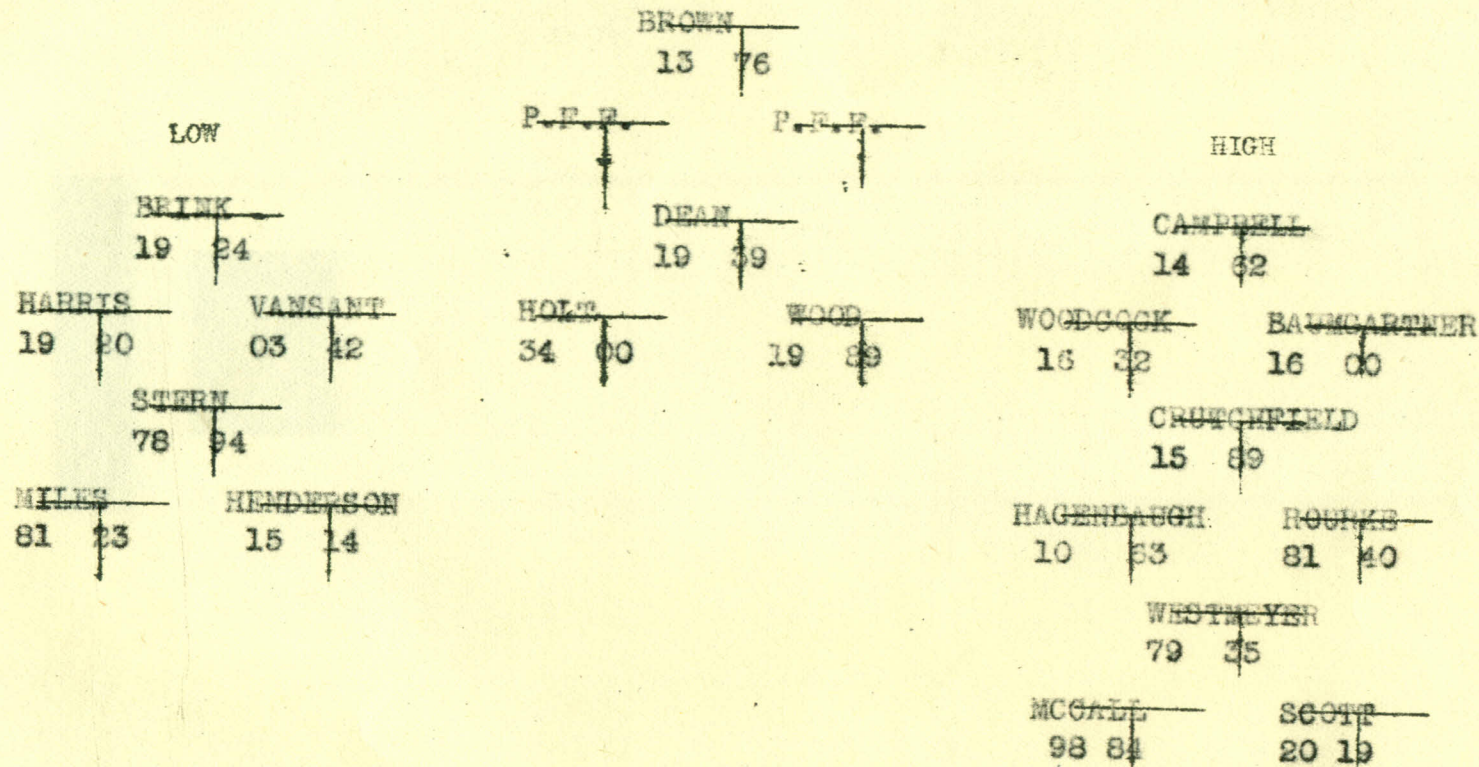 BROWN
13 76
P.F.F. P.F.F.
LOW
HIGH
BRINK
19 24
DEAN
19 39
CAMPBELL
14 62
HARRIS VANSANT HOLT WOOD WOODCOCK BAUMGARTNER
19 20 03 42 34 00 19 89 16 32 16 00
STERN
78 94
CRUTCHFIELD
15 89
MILES HENDERSON
81 23 15 14
HAGENBAUGH ROURKE
10 63 81 40
WESTMEYER
79 35
MCCALL SCOTT
98 84 20 19